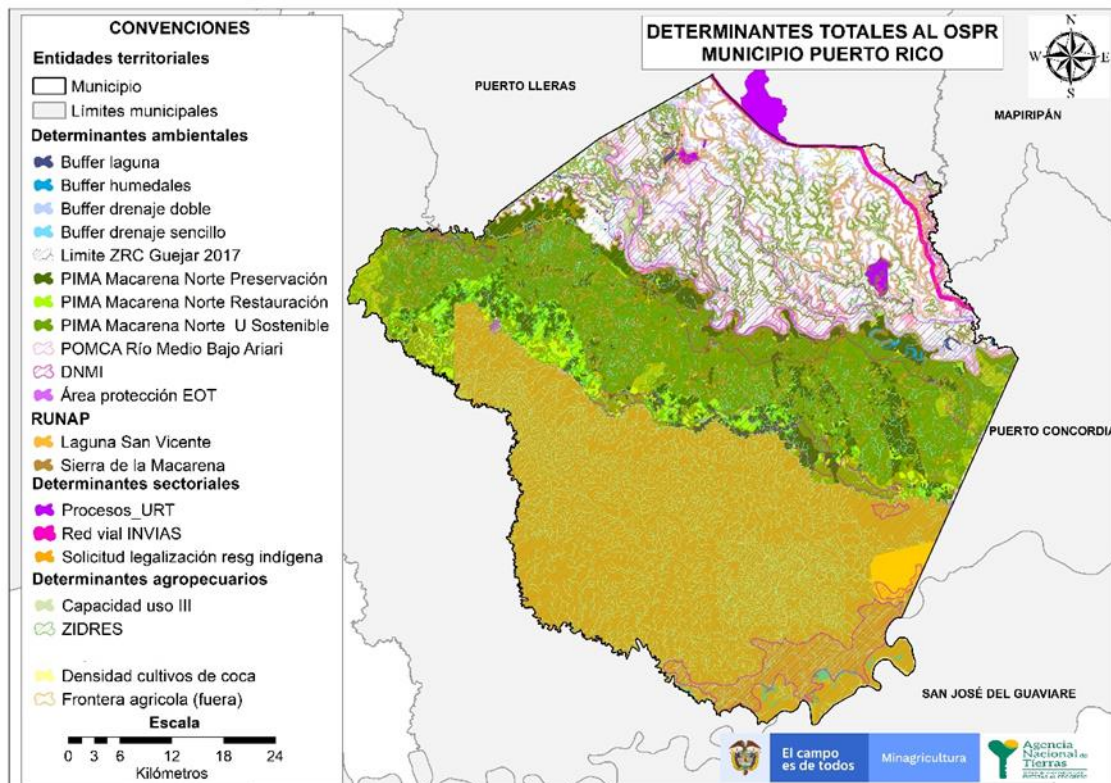 CONVENCIONES
Entidades territoriales
Municipio
Límites municipales
Determinantes ambientales
Buffer laguna
Buffer humedales
Buffer drenaje doble
Buffer drenaje sencillo
Limite ZRC Guejar 2017
PIMA Macarena Norte Preservación
PIMA Macarena Norte Restauración
PIMA Macarena Norte U Sostenible
POMCA Río Medio Bajo Ariari
DNMI
Área protección EOT
RUNAP
Laguna San Vicente
Sierra de la Macarena
Determinantes sectoriales
Procesos_URT
Red vial INVIAS
Solicitud legalización resg indígena
Determinantes agropecuarios
Capacidad uso III
ZIDRES
Densidad cultivos de coca
Frontera agricola (fuera)
Escala
0 3 6 12 18 24
Kilómetros
DETERMINANTES TOTALES AL OSPR
MUNICIPIO PUERTO RICO
N
W E
S
PUERTO LLERAS
MAPIRIPÁN
PUERTO CONCORDIA
SAN JOSÉ DEL GUAVIARE
El campo
es de todos
Minagricultura
Agencia
Nacional de
Tierras